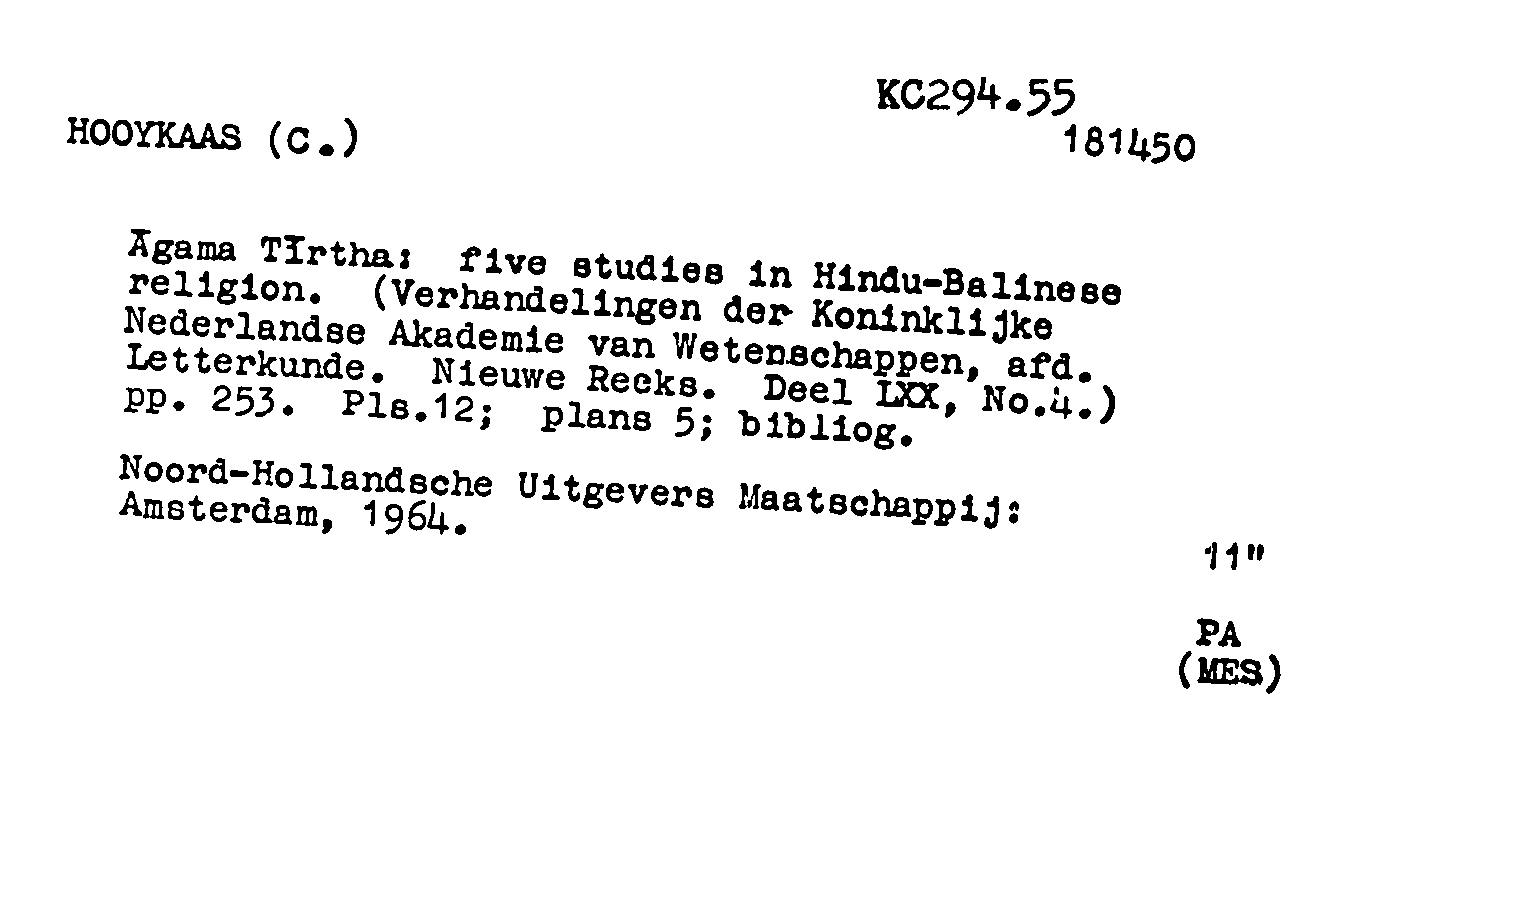 KC294.55
HOOYKAAS (C.)
181450
Āgama Tīrtha: five studies in Hindu-Balinese
religion. (Verhandelingen der Koninklijke
Nederlandse Akademie van Wetenschappen, afd.
Letterkunde. Nieuwe Reeks. Deel LXX, No.4.)
pp. 253. Pls.12; plans 5; bibliog.
Noord-Hollandsche Uitgevers Maatschappij:
Amsterdam, 1964.
11"
PA
(MES)